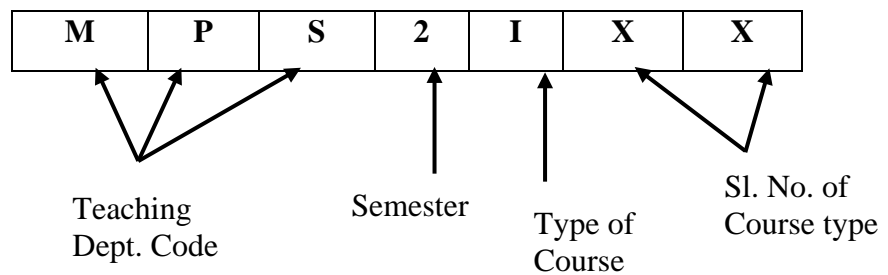 M P S 2 I X X
Teaching
Dept. Code
Semester
Type of
Course
Sl. No. of
Course type